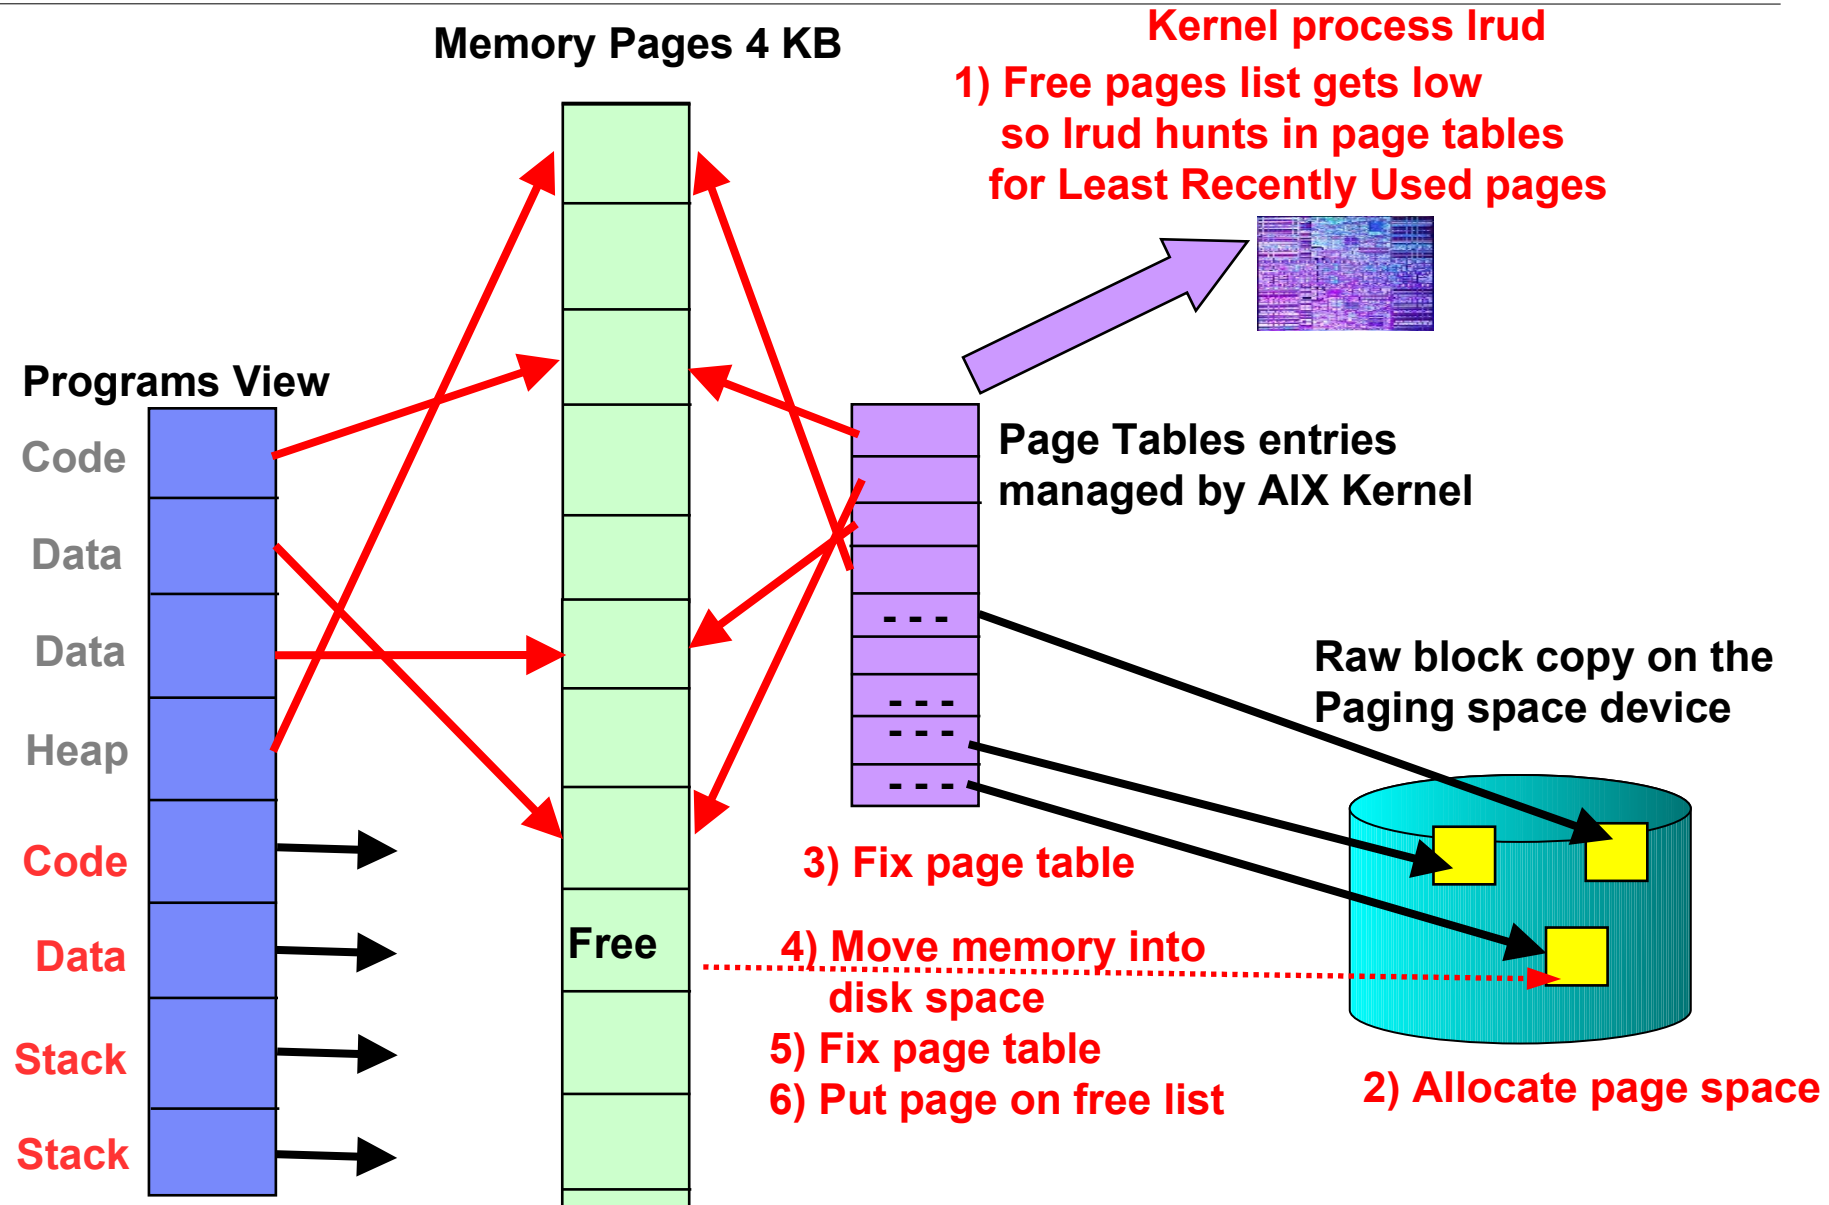 Kernel process lrud
Memory Pages 4 KB
1) Free pages list gets low
so lrud hunts in page tables
for Least Recently Used pages
Programs View
Code
Data
Data
Heap
Code
Data
Stack
Stack
Free
Page Tables entries
managed by AIX Kernel
- - -
- - -
- - -
- - -
Raw block copy on the
Paging space device
3) Fix page table
4) Move memory into
disk space
5) Fix page table
6) Put page on free list
2) Allocate page space